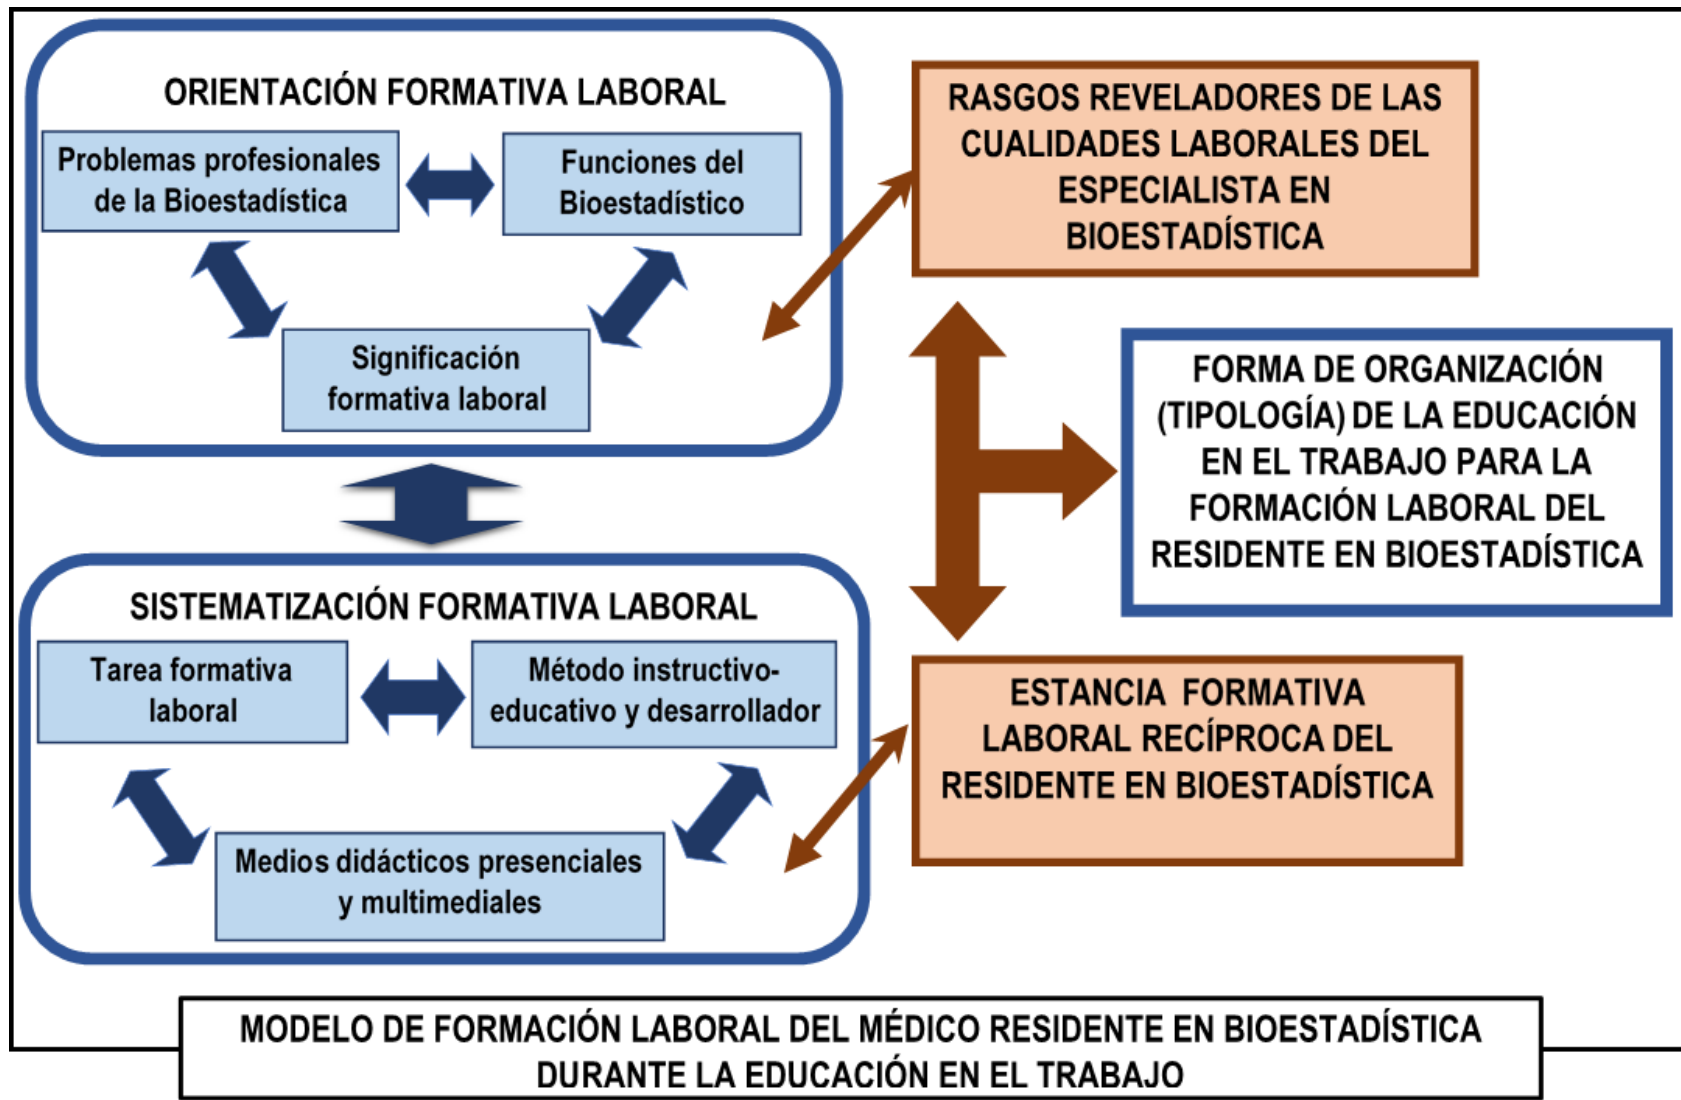 ORIENTACIÓN FORMATIVA LABORAL
Problemas profesionales
de la Bioestadística
Funciones del
Bioestadístico
Significación
formativa laboral
RASGOS REVELADORES DE LAS
CUALIDADES LABORALES DEL
ESPECIALISTA EN
BIOESTADÍSTICA
FORMA DE ORGANIZACIÓN
(TIPOLOGÍA) DE LA EDUCACIÓN
EN EL TRABAJO PARA LA
FORMACIÓN LABORAL DEL
RESIDENTE EN BIOESTADÍSTICA
SISTEMATIZACIÓN FORMATIVA LABORAL
Tarea formativa
laboral
Método instructivo-
educativo y desarrollador
Medios didácticos presenciales
y multimediales
ESTANCIA FORMATIVA
LABORAL RECÍPROCA DEL
RESIDENTE EN BIOESTADÍSTICA
MODELO DE FORMACIÓN LABORAL DEL MÉDICO RESIDENTE EN BIOESTADÍSTICA
DURANTE LA EDUCACIÓN EN EL TRABAJO